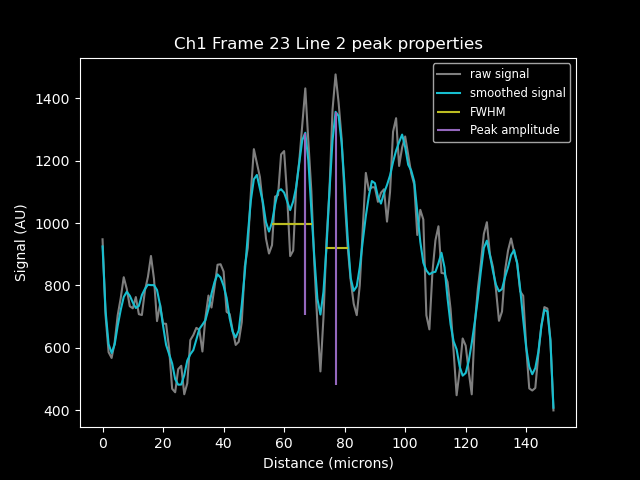 Ch1 Frame 23 Line 2 peak properties
raw signal
smoothed signal
FWHM
Peak amplitude
Signal (AU)
1400
1200
1000
800
600
400
0 20 40 60 80 100 120 140
Distance (microns)